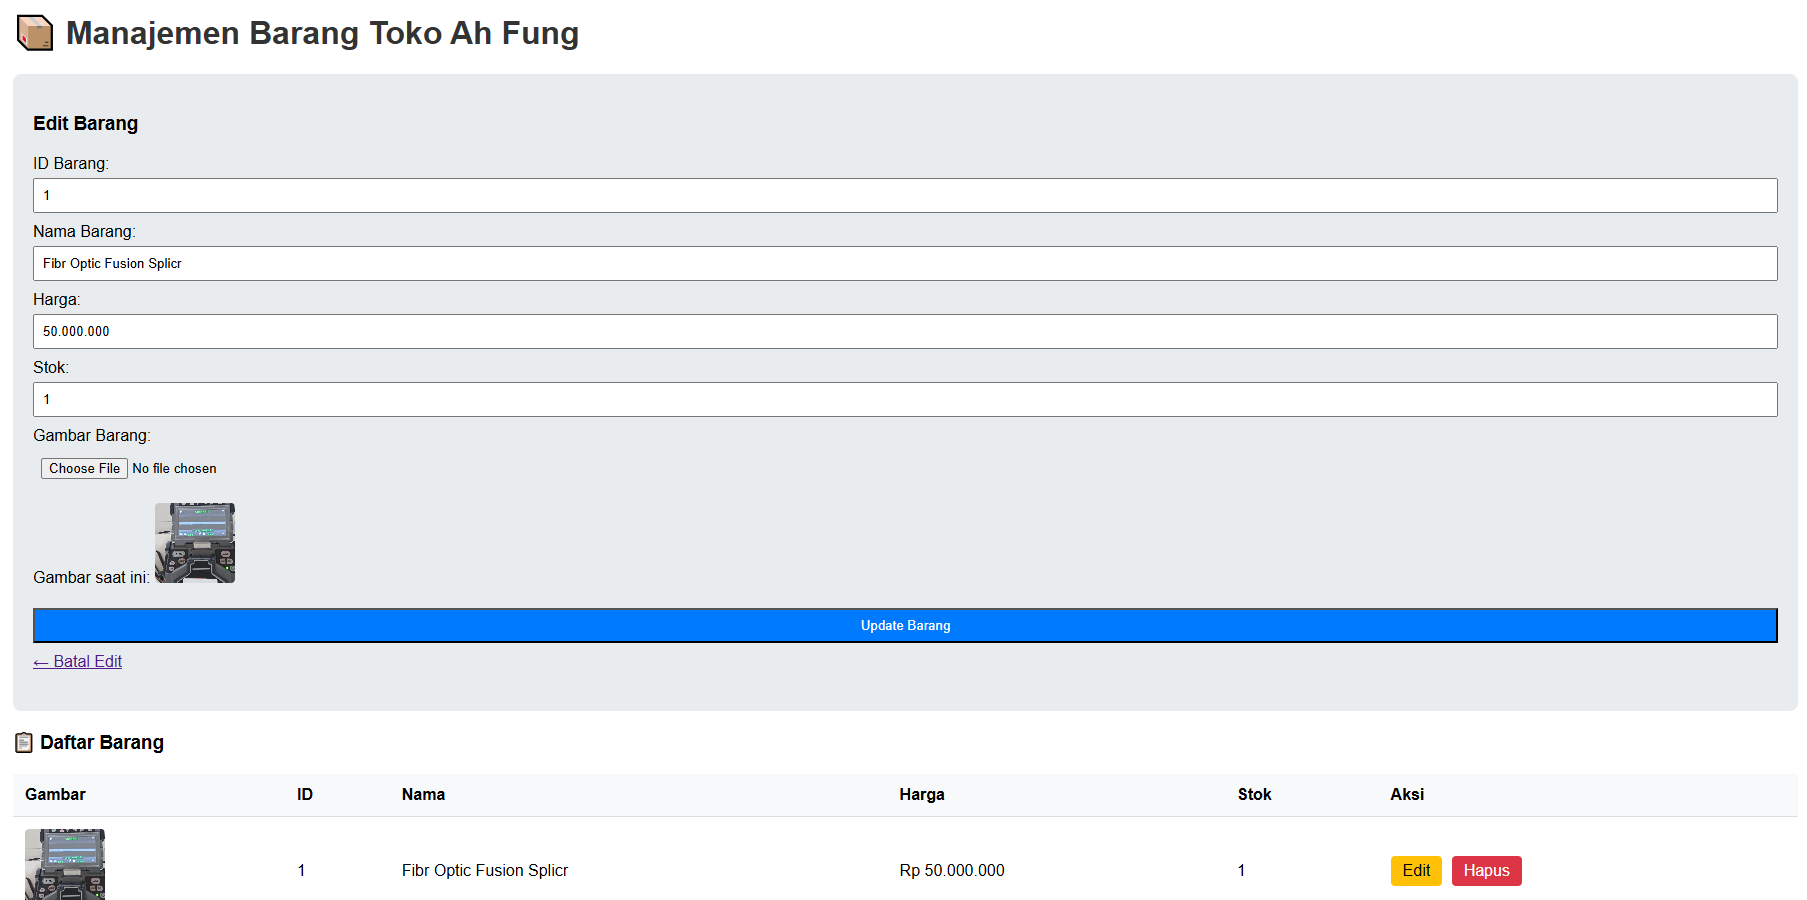 Manajemen Barang Toko Ah Fung
Edit Barang
ID Barang:
1
Nama Barang:
Fibr Optic Fusion Splicr
Harga:
50.000.000
Stok:
1
Gambar Barang:
Choose File No file chosen
Gambar saat ini:
Update Barang
← Batal Edit
Daftar Barang
Gambar ID Nama Harga Stok Aksi
1 Fibr Optic Fusion Splicr Rp 50.000.000 1 Edit Hapus